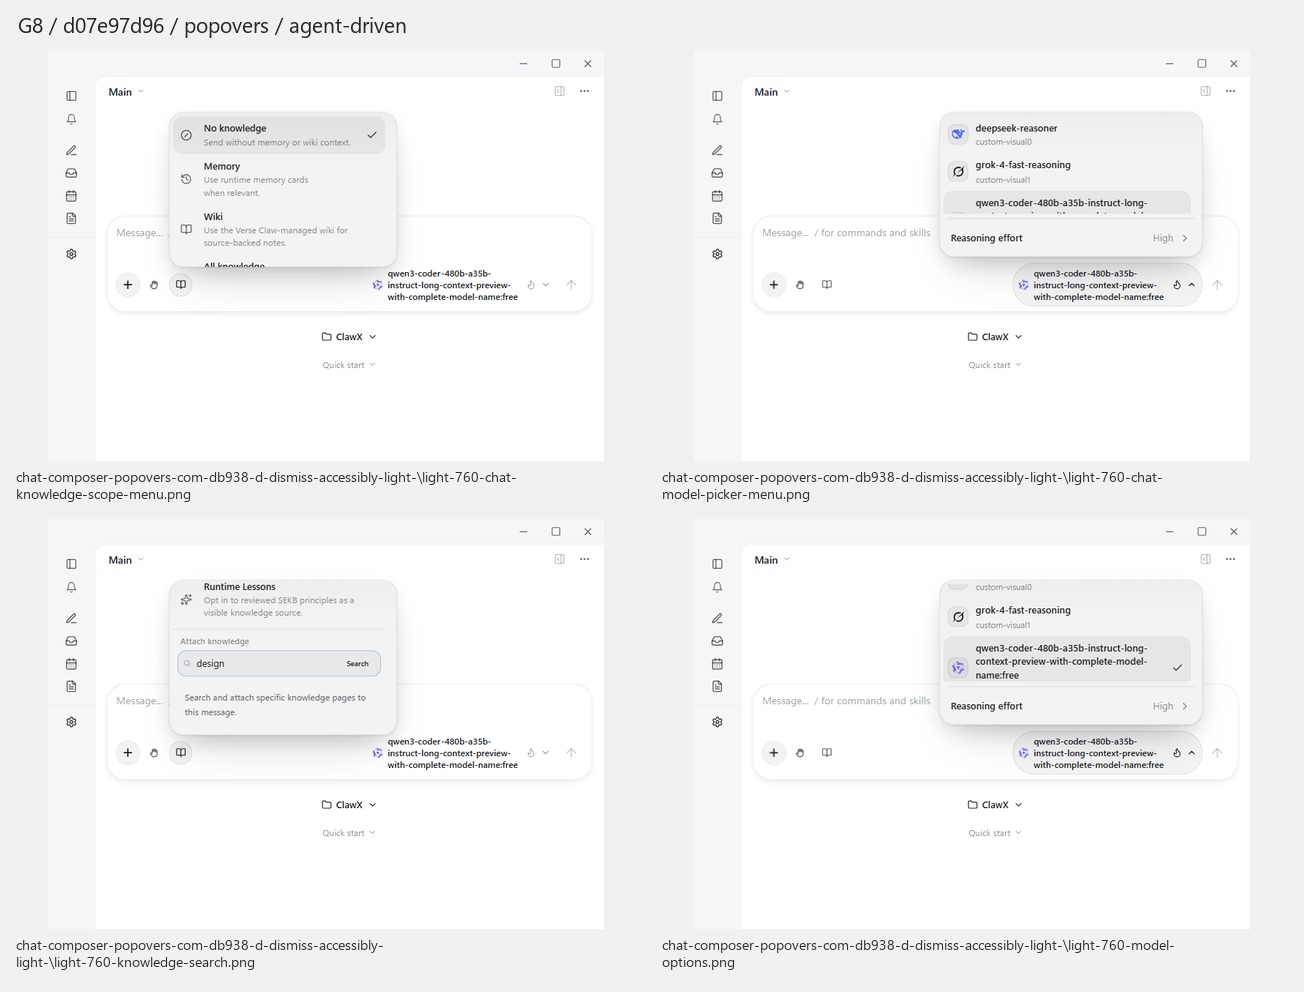 G8 / d07e97d96 / popovers / agent-driven
Main
No knowledge
Send without memory or wiki context.
Memory
Use runtime memory cards
when relevant.
Wiki
Use the Verse Claw-managed wiki for
source-backed notes.
All knowledge
Message... /
qwen3-coder-480b-a35b-
instruct-long-context-preview-
with-complete-model-name:free
ClawX
Quick start
chat-composer-popovers-com-db938-d-dismiss-accessibly-light-\light-760-chat-
knowledge-scope-menu.png
Main
deepseek-reasoner
custom-visual0
grok-4-fast-reasoning
custom-visual1
qwen3-coder-480b-a35b-instruct-long-
Reasoning effort High
Message... / for commands and skills
qwen3-coder-480b-a35b-
instruct-long-context-preview-
with-complete-model-name:free
ClawX
Quick start
chat-composer-popovers-com-db938-d-dismiss-accessibly-light-\light-760-chat-
model-picker-menu.png
Main
Runtime Lessons
Opt in to reviewed SEKB principles as a
visible knowledge source.
Attach knowledge
design Search
Search and attach specific knowledge pages to
this message.
Message...
qwen3-coder-480b-a35b-
instruct-long-context-preview-
with-complete-model-name:free
ClawX
Quick start
chat-composer-popovers-com-db938-d-dismiss-accessibly-
light-\light-760-knowledge-search.png
Main
custom-visual0
grok-4-fast-reasoning
custom-visual1
qwen3-coder-480b-a35b-instruct-long-
context-preview-with-complete-model-
name:free
Reasoning effort High
Message... / for commands and skills
qwen3-coder-480b-a35b-
instruct-long-context-preview-
with-complete-model-name:free
ClawX
Quick start
chat-composer-popovers-com-db938-d-dismiss-accessibly-light-\light-760-model-
options.png